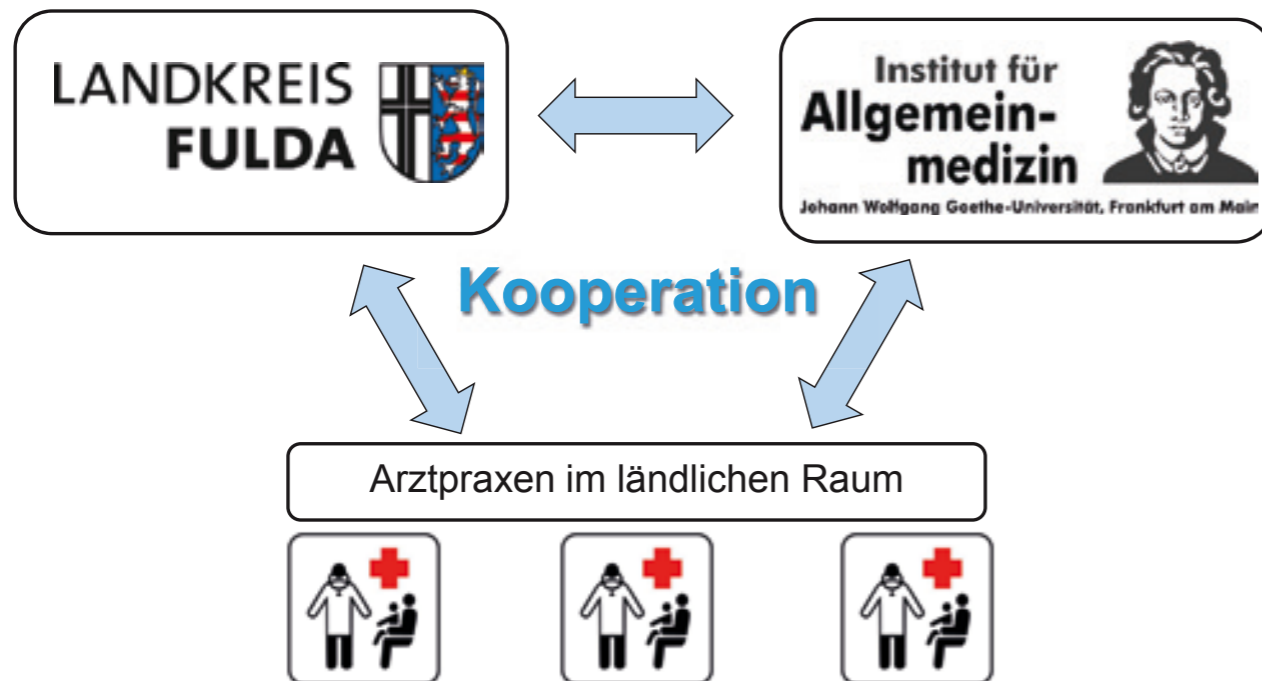 LANDKREIS
FULDA
Institut für
Allgemein-
medizin
Johann Wolfgang Goethe-Universität, Frankfurt am Main
Kooperation
Arztpraxen im ländlichen Raum